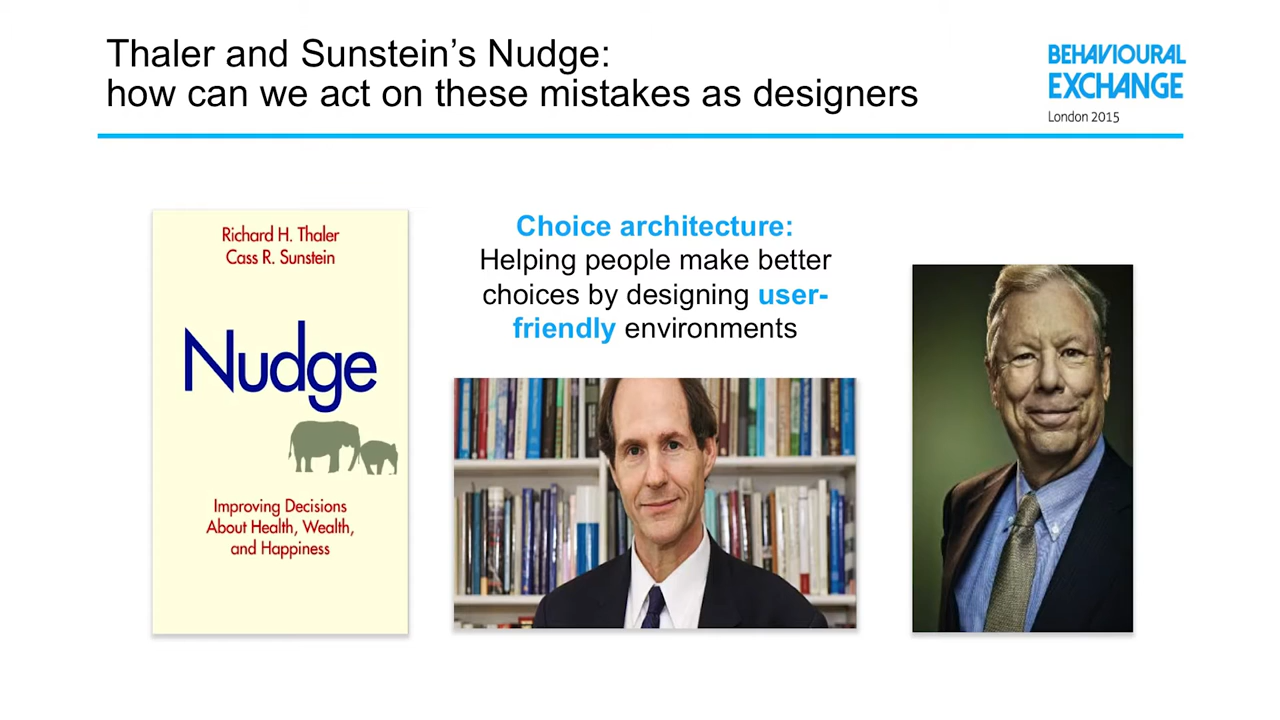 Thaler and Sunstein’s Nudge:
how can we act on these mistakes as designers
BEHAVIOURAL
EXCHANGE
London 2015
Richard H. Thaler
Cass R. Sunstein
Nudge
Improving Decisions
About Health, Wealth,
and Happiness
Choice architecture:
Helping people make better
choices by designing user-
friendly environments